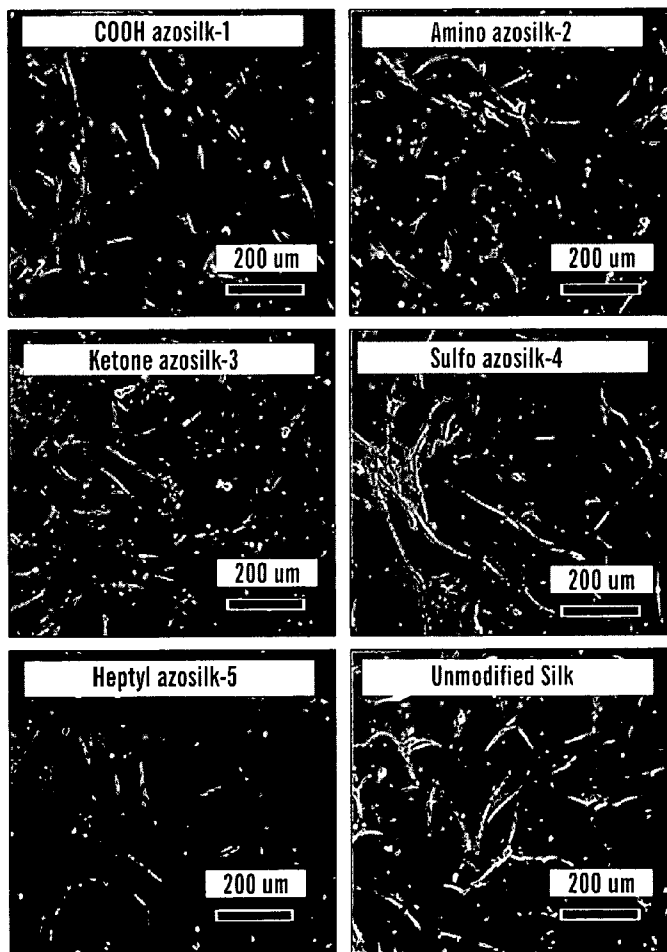 COOH azosilk-1
200 um
Amino azosilk-2
200 um
Ketone azosilk-3
200 um
Sulfo azosilk-4
200 um
Heptyl azosilk-5
200 um
Unmodified Silk
200 um